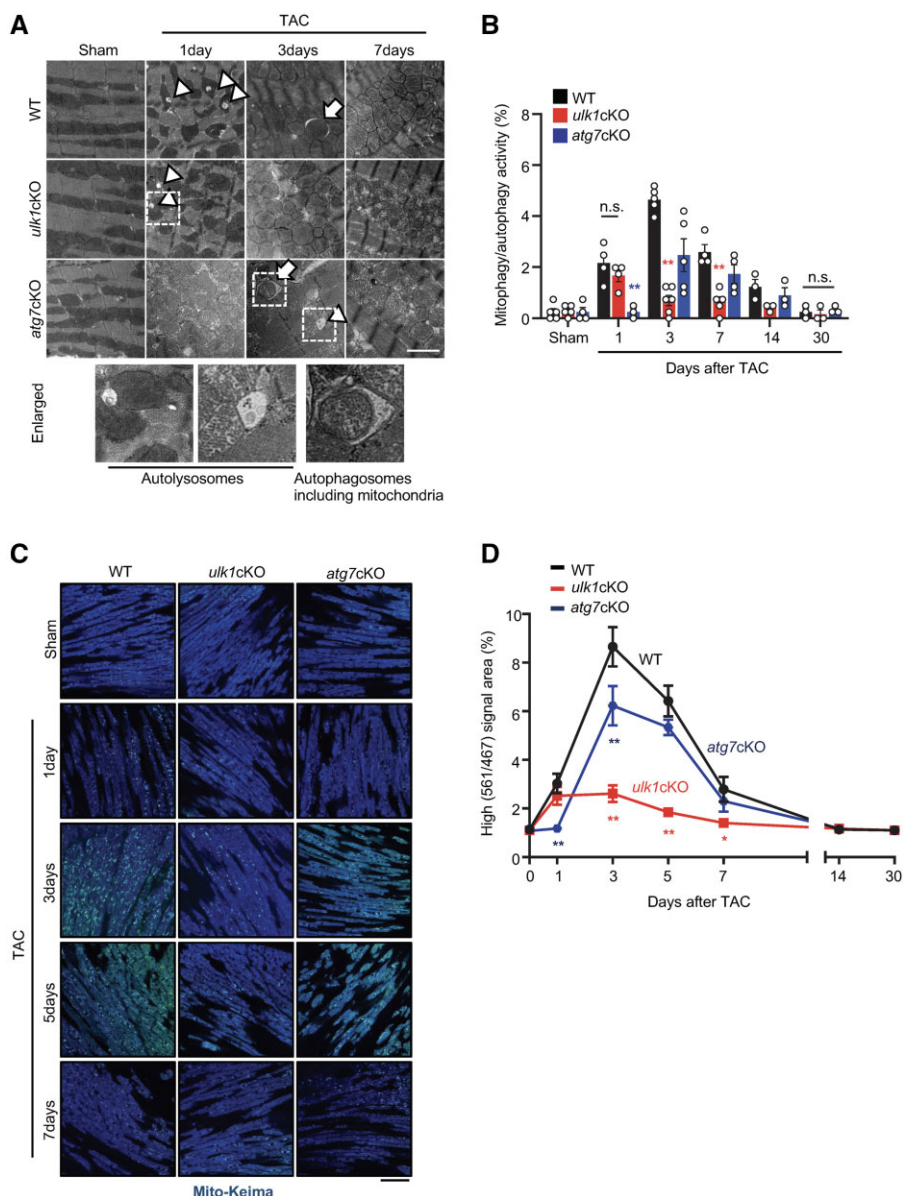 A
TAC
Sham
1day
3days
7days
WT
ulk1cKO
atg7cKO
Enlarged
Autolysosomes
Autophagosomes
including mitochondria
B
WT
ulk1cKO
atg7cKO
Mitophagy/autophagy activity (%)
8
6
4
2
0
n.s.
**
**
**
n.s.
Sham
1
3
7
14
30
Days after TAC
C
WT
ulk1cKO
atg7cKO
Sham
TAC
1day
3days
5days
7days
Mito-Keima
D
WT
ulk1cKO
atg7cKO
High (561/467) signal area (%)
10
8
6
4
2
0
WT
atg7cKO
ulk1cKO
**
**
**
**
*
0
1
3
5
7
14
30
Days after TAC